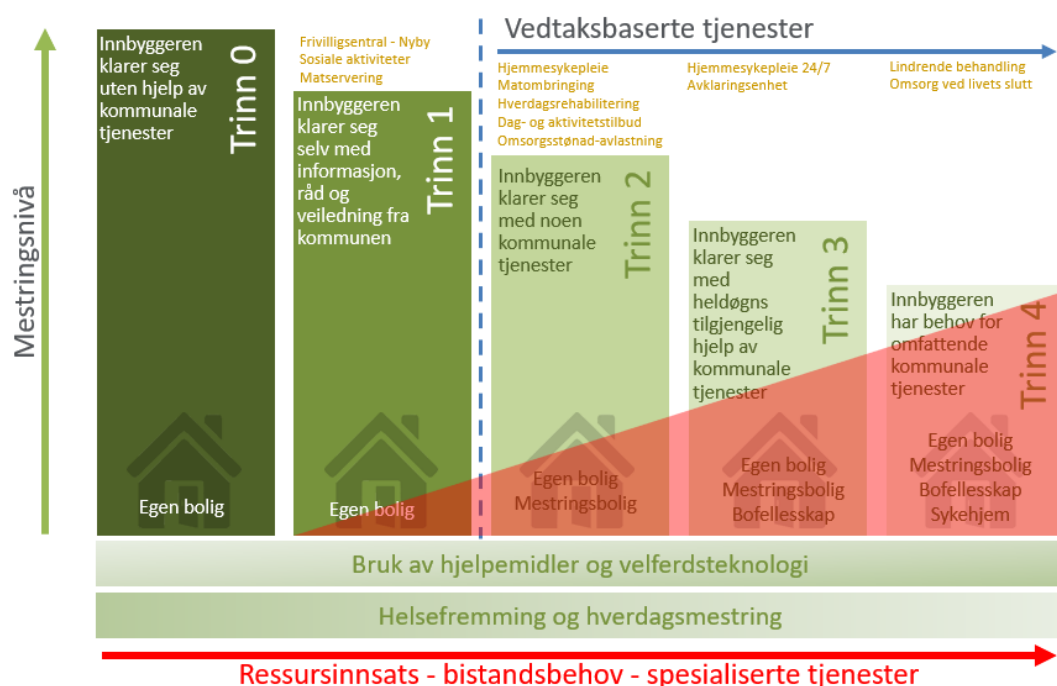 Vedtaksbaserte tjenester
Mestringsnivå
Innbyggeren
klarer seg
uten hjelp av
kommunale
tjenester
Trinn 0
Egen bolig
Frivilligsentral - Nyby
Sosiale aktiviteter
Matservering
Innbyggeren
klarer seg
selv med
informasjon,
råd og
veiledning fra
kommunen
Trinn 1
Egen bolig
Hjemmesykepleie
Matombringing
Hverdagsrehabilitering
Dag- og aktivitetstilbud
Omsorgsstønad-avlastning
Innbyggeren
klarer seg
med noen
kommunale
tjenester
Trinn 2
Egen bolig
Mestringsbolig
Hjemmesykepleie 24/7
Avklaringsenhet
Innbyggeren
klarer seg
med
heldøgns
tilgjengelig
hjelp av
kommunale
tjenester
Trinn 3
Egen bolig
Mestringsbolig
Bofellesskap
Lindrende behandling
Omsorg ved livets slutt
Innbyggeren
har behov for
omfattende
kommunale
tjenester
Trinn 4
Egen bolig
Mestringsbolig
Bofellesskap
Sykehjem
Bruk av hjelpemidler og velferdsteknologi
Helsefremming og hverdagsmestring
Ressursinnsats - bistandsbehov - spesialiserte tjenester